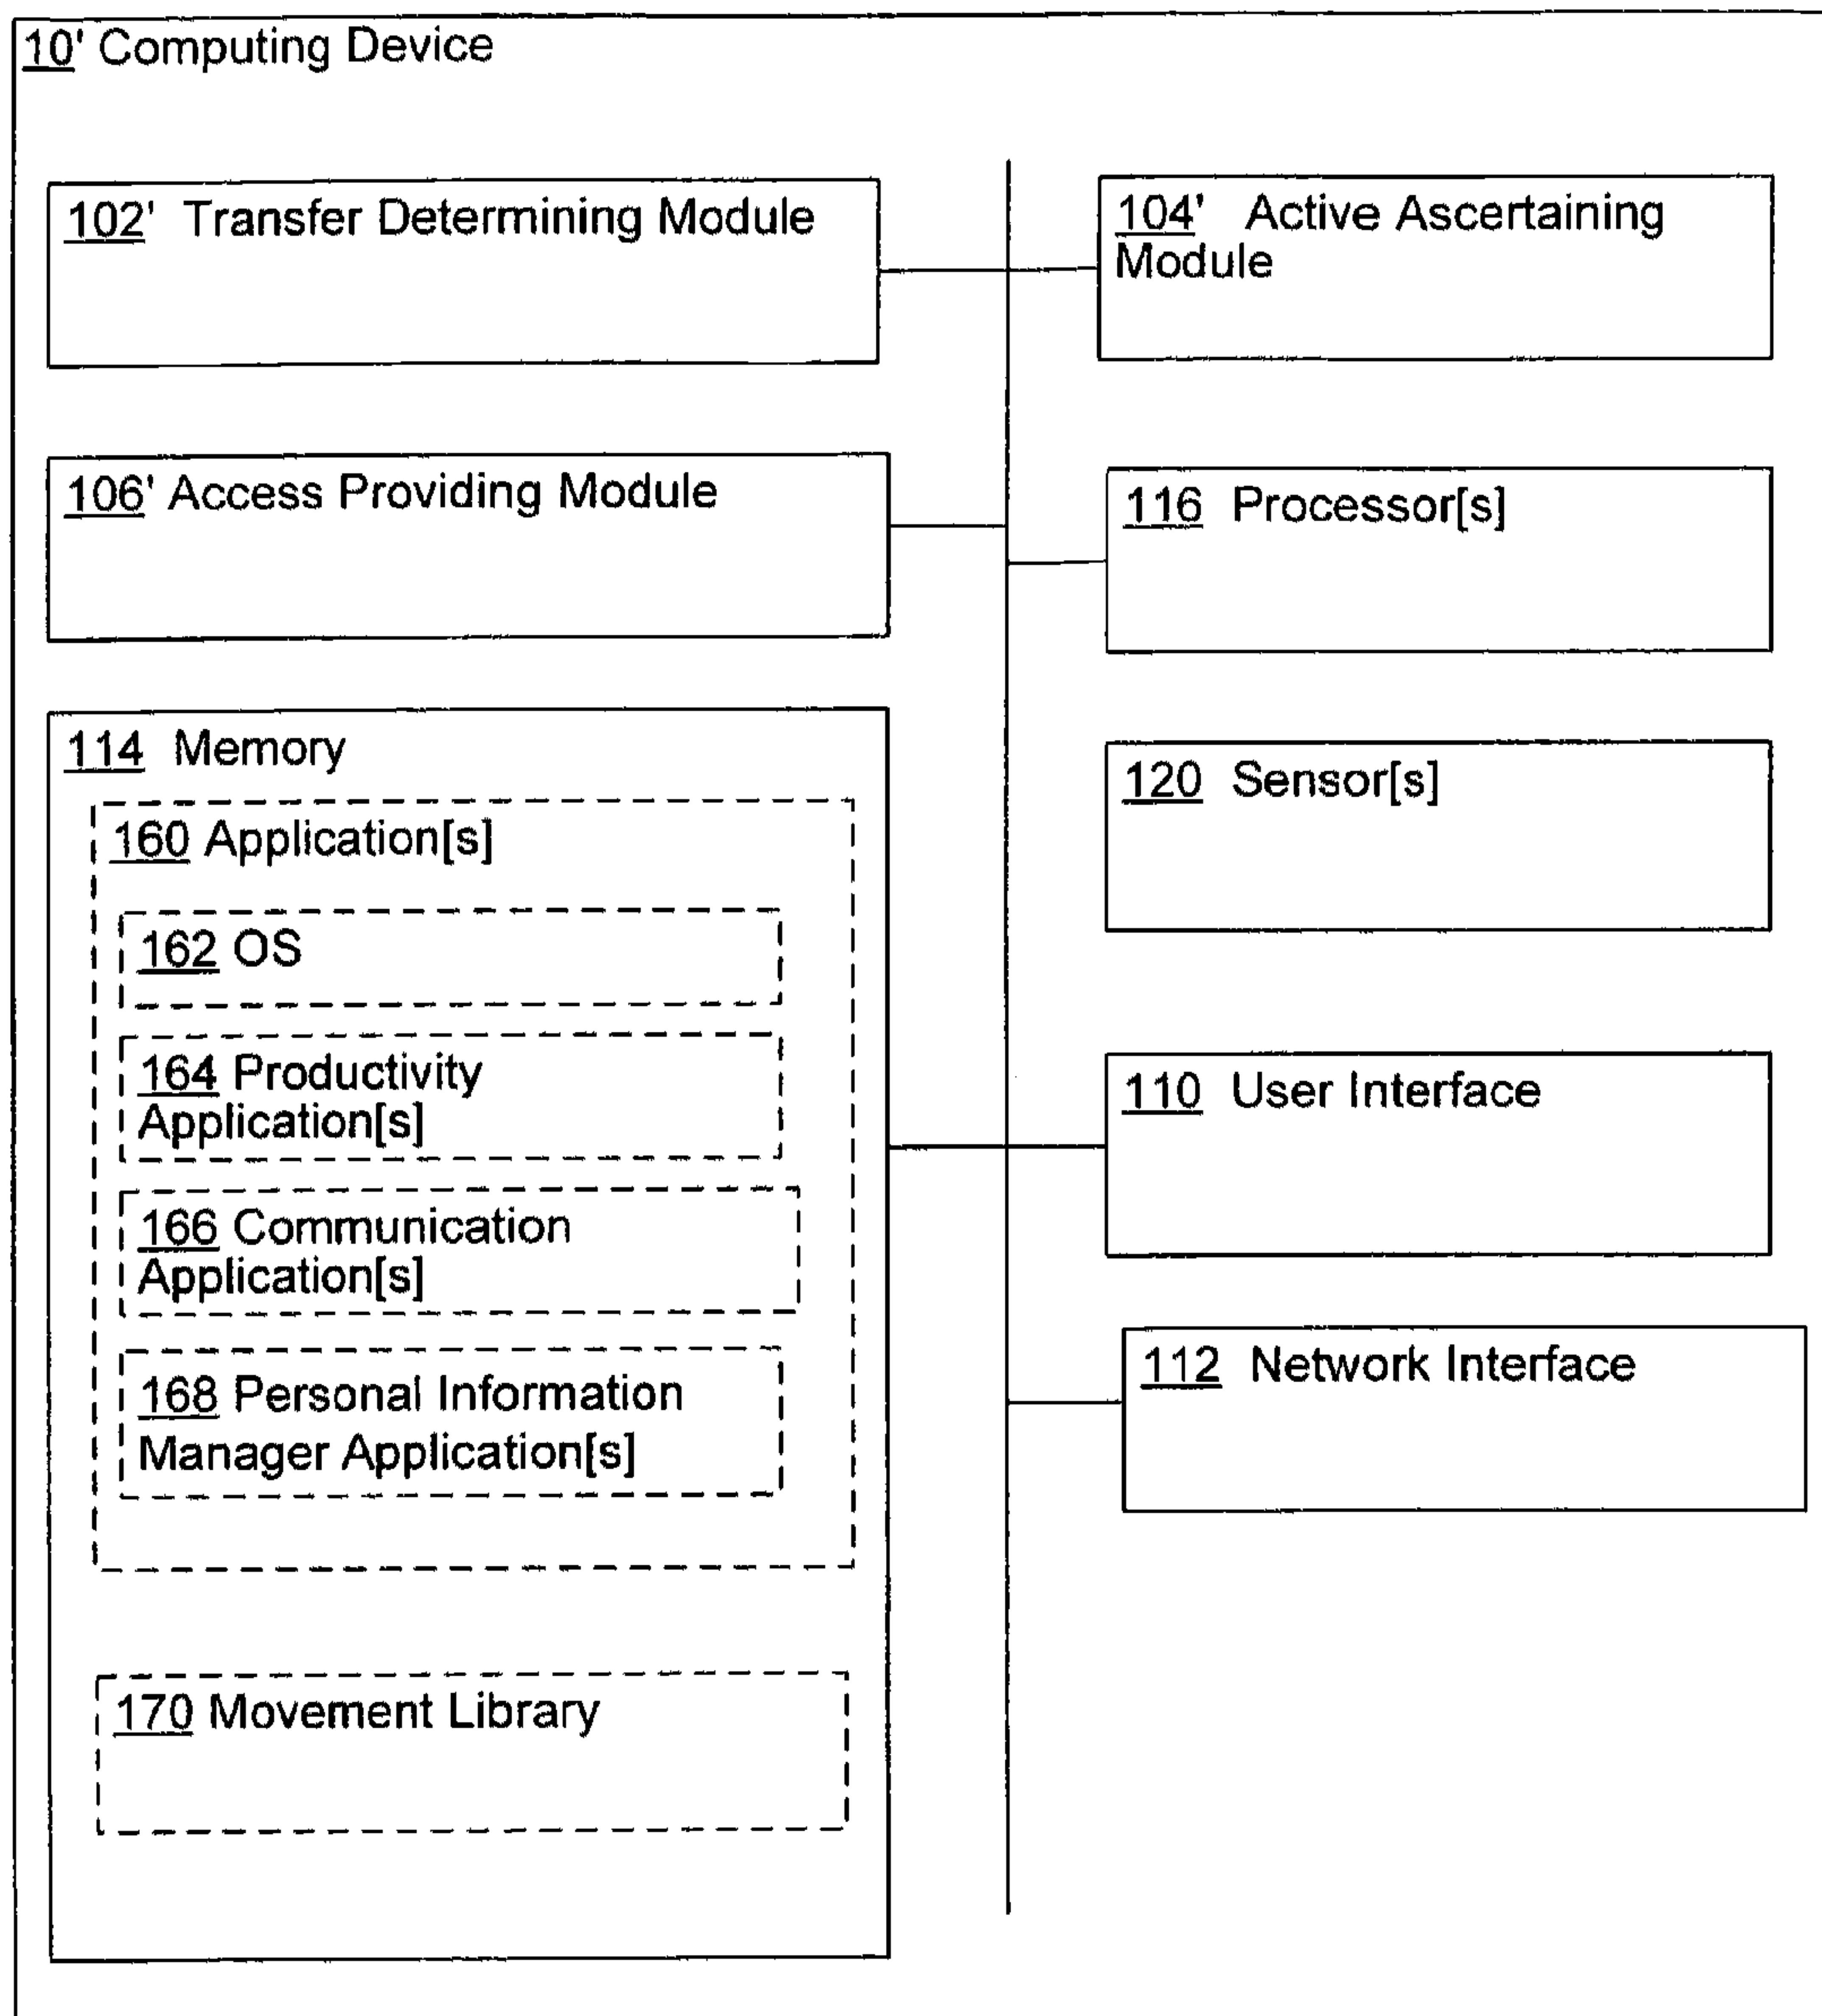 10' Computing Device
102' Transfer Determining Module
104' Active Ascertaining
Module
106' Access Providing Module
116 Processor[s]
114 Memory
120 Sensor[s]
160 Application[s]
162 OS
164 Productivity
Application[s]
110 User Interface
166 Communication
Application[s]
112 Network Interface
168 Personal Information
Manager Application[s]
170 Movement Library